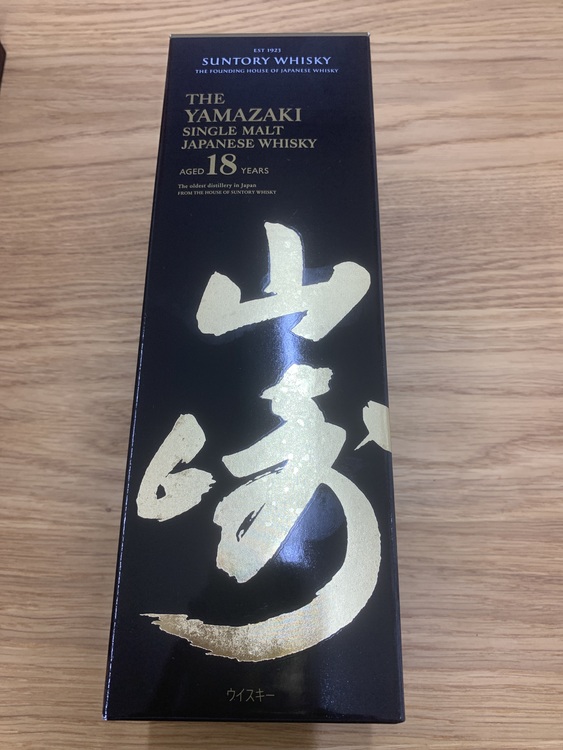 EST 1923
SUNTORY WHISKY
THE FOUNDING HOUSE OF JAPANESE WHISKY
THE
YAMAZAKI
SINGLE MALT
JAPANESE WHISKY
AGED 18 YEARS
The oldest distillery in Japan
FROM THE HOUSE OF SUNTORY WHISKY
山崎
ウイスキー